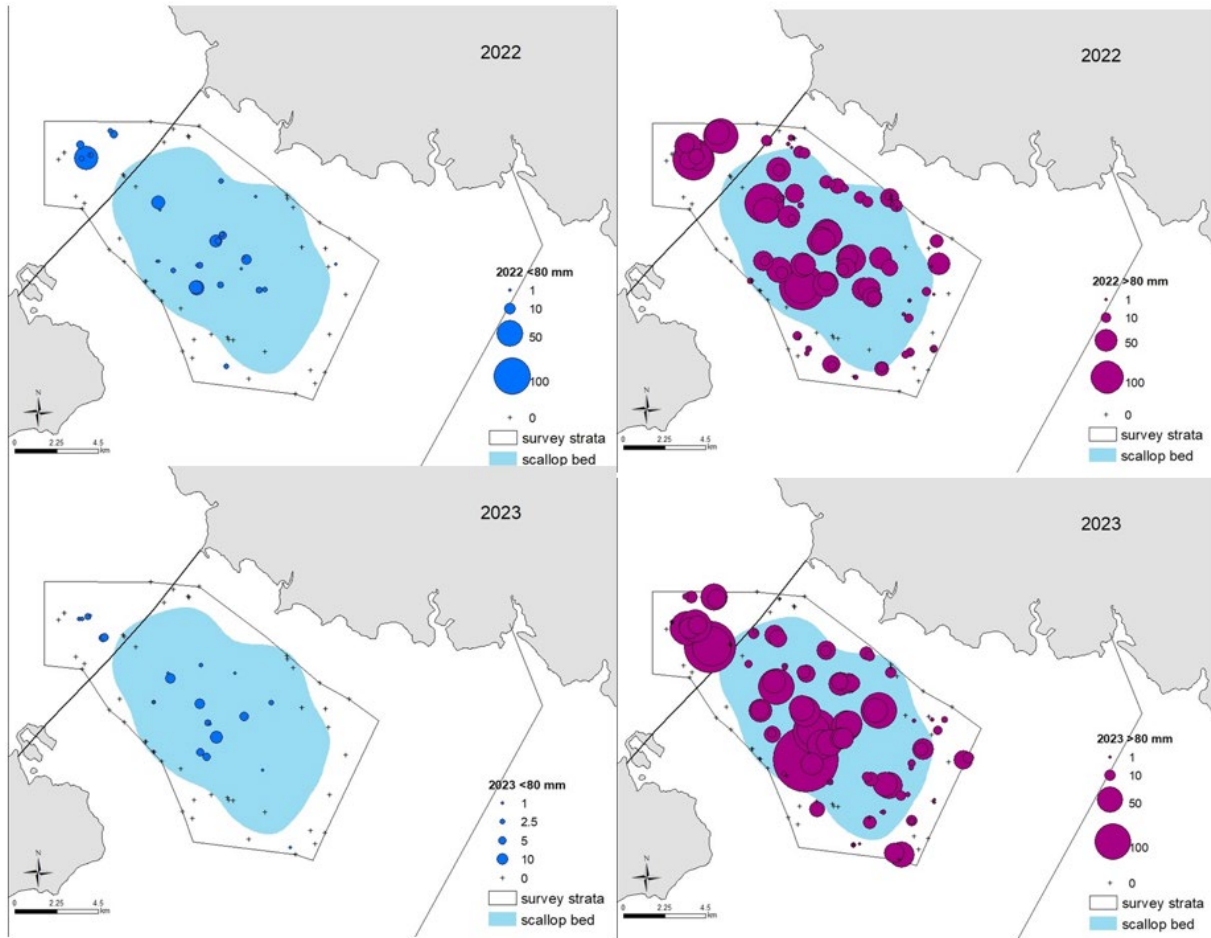 2022
2022 <80 mm
1
10
50
100
0
survey strata
scallop bed
N
0 2.25 4.5
km
2022
2022 >80 mm
1
10
50
100
0
survey strata
scallop bed
N
0 2.25 4.5
km
2023
2023 <80 mm
1
2.5
5
10
0
survey strata
scallop bed
N
0 2.25 4.5
km
2023
2023 >80 mm
1
10
50
100
0
survey strata
scallop bed
N
0 2.25 4.5
km